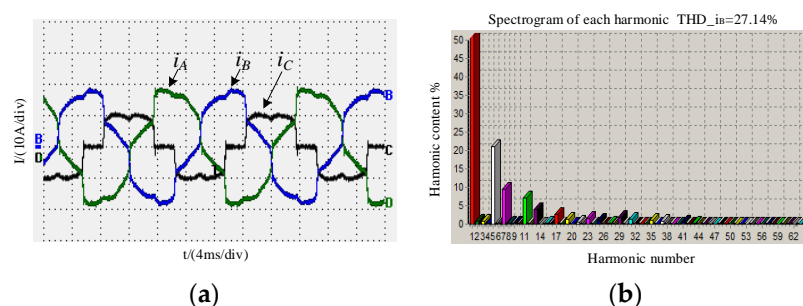 i_A
i_B
i_C
B
B
D
C
D
I/(10A/div)
t/(4ms/div)
(a)
Spectrogram of each harmonic THD_iB=27.14%
Hamonic content %
50
45
40
35
30
25
20
15
10
5
0
12345678911 14 17 20 23 26 29 32 35 38 41 44 47 50 53 56 59 62
Harmonic number
(b)